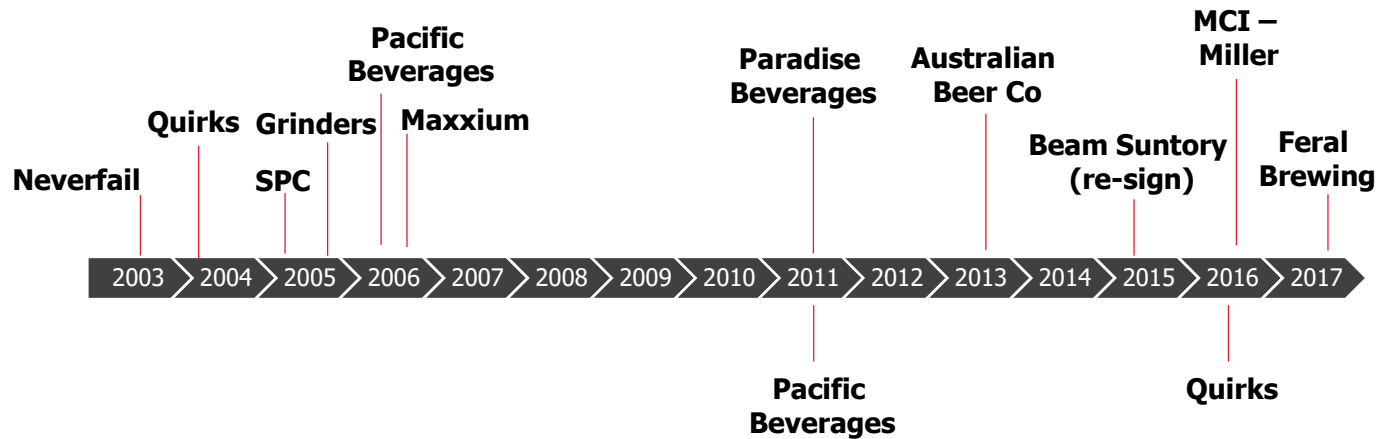 MCI –
Miller
Pacific
Beverages
Paradise
Beverages
Australian
Beer Co
Quirks
Grinders
Maxxium
Beam Suntory
(re-sign)
Feral
Brewing
Neverfail
SPC
2003
2004
2005
2006
2007
2008
2009
2010
2011
2012
2013
2014
2015
2016
2017
Pacific
Beverages
Quirks